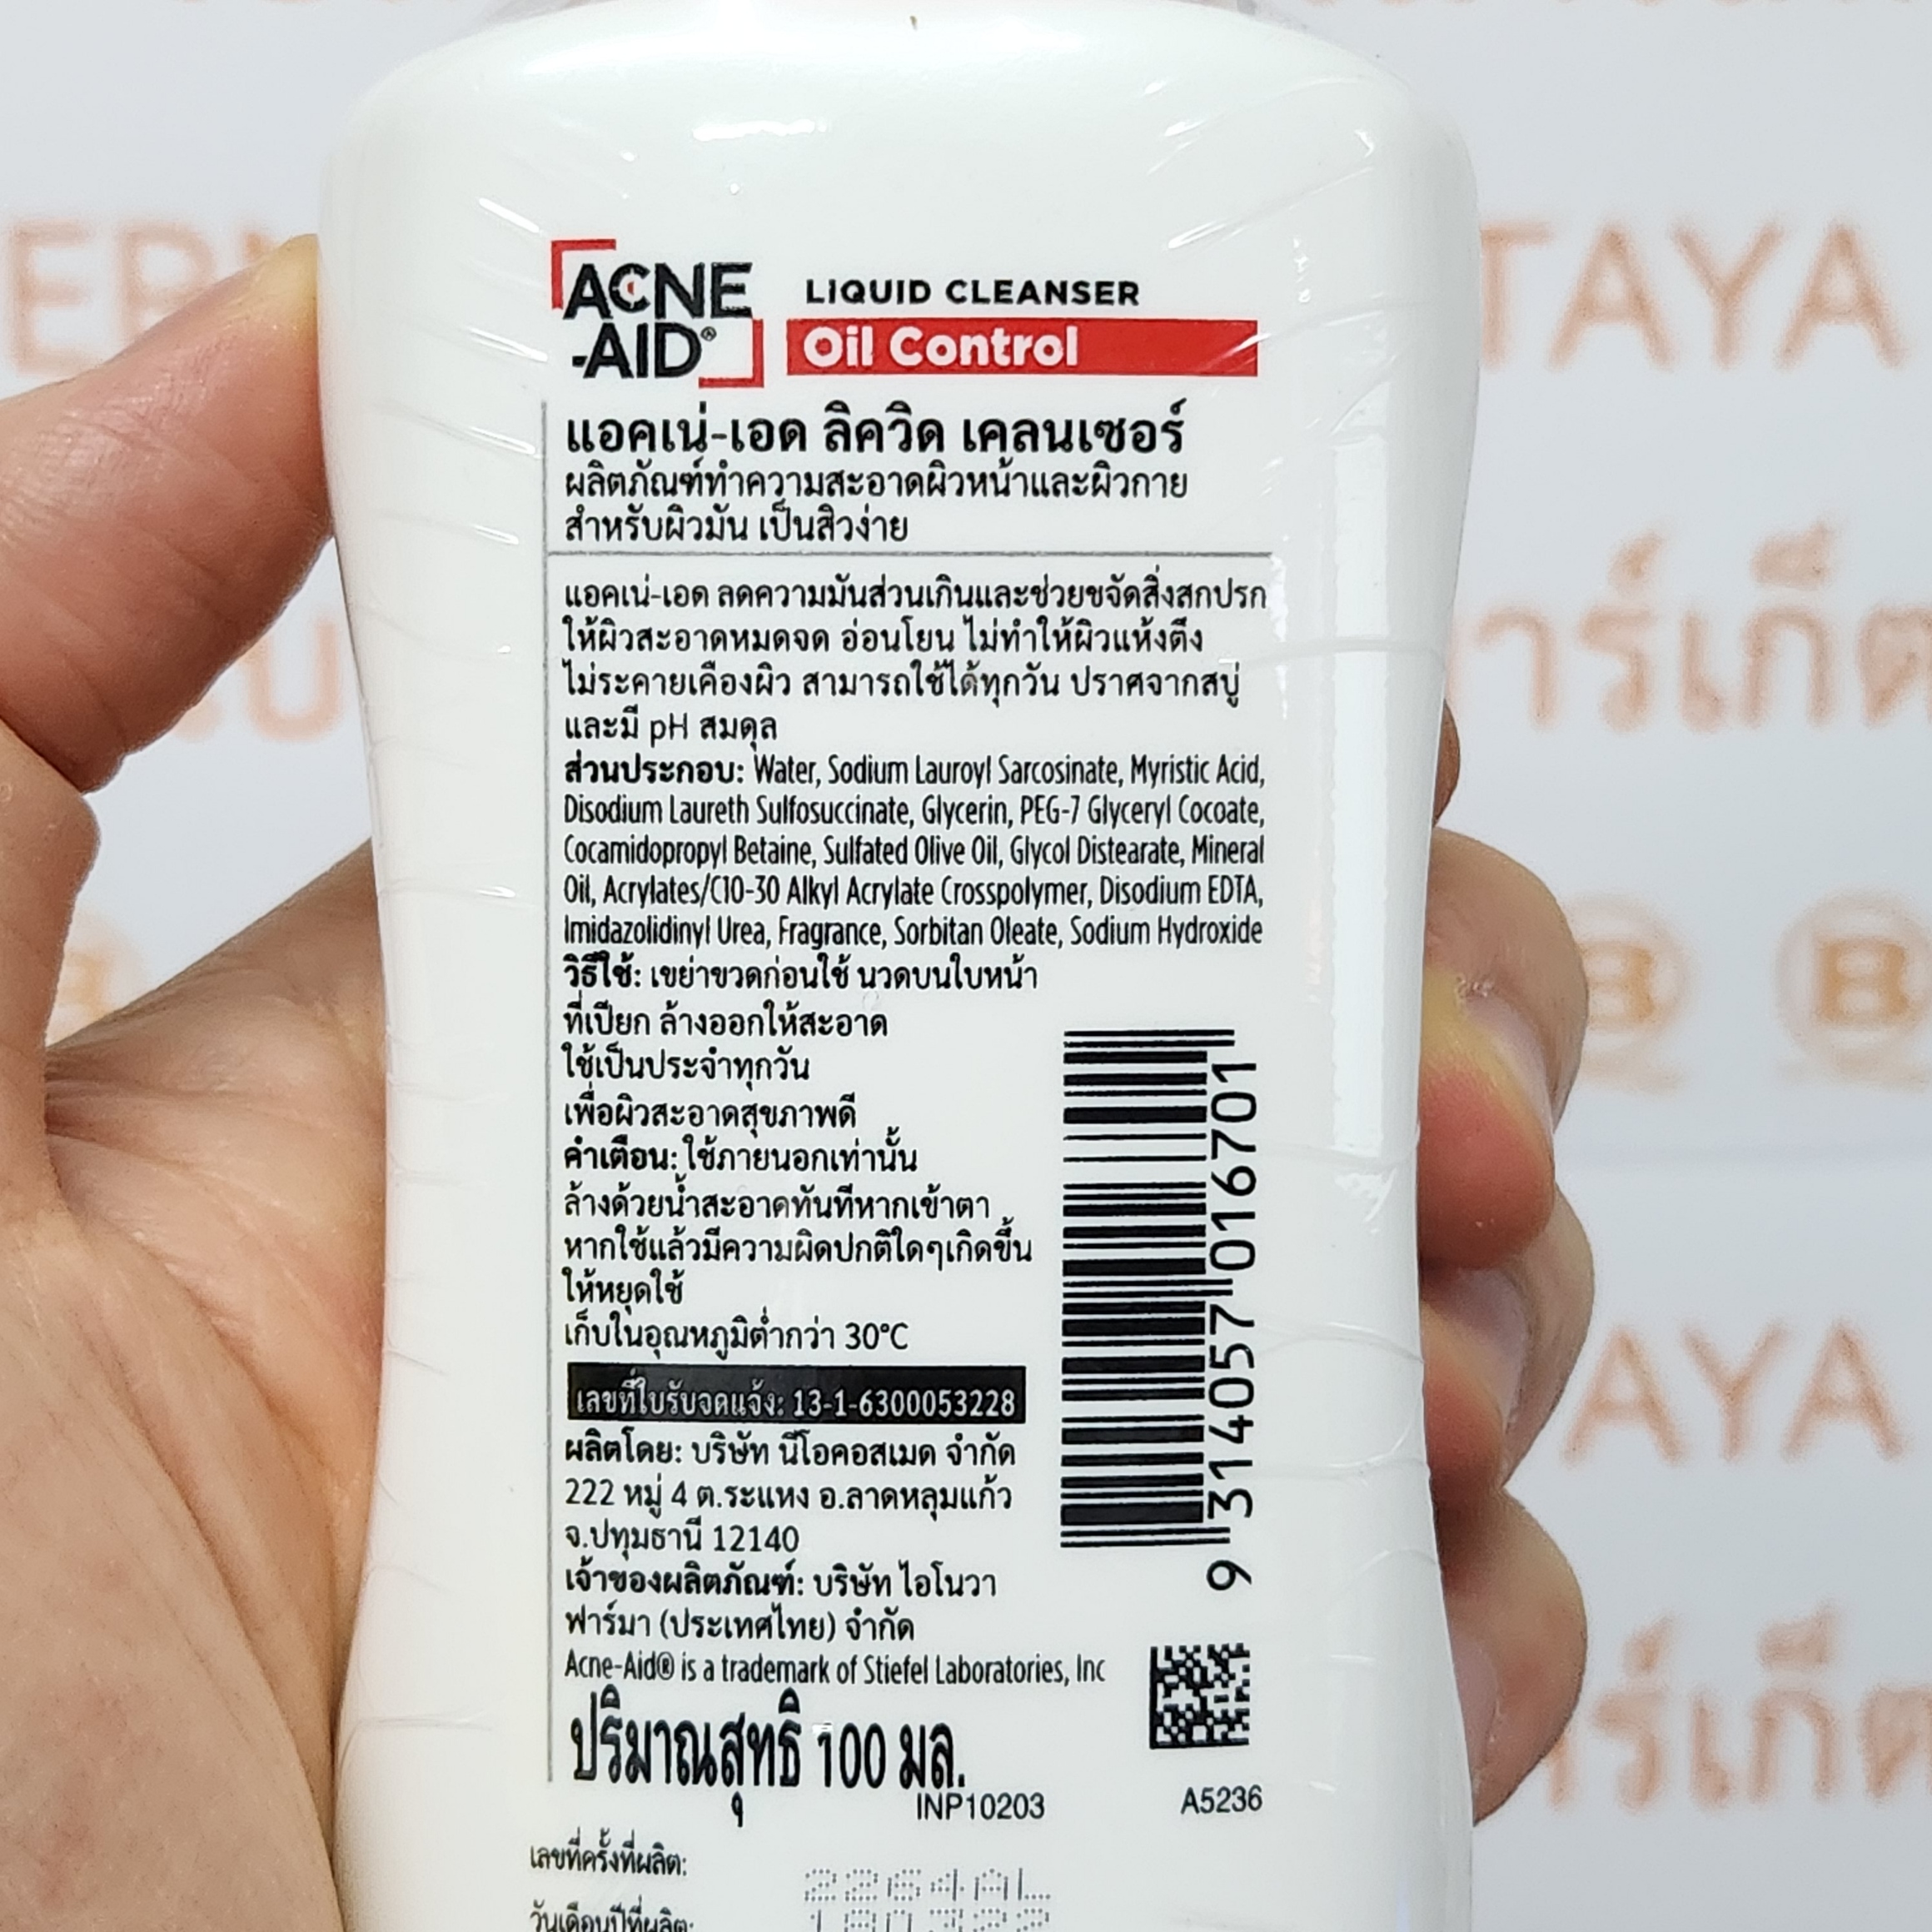 ACNE
-AID®
LIQUID CLEANSER
Oil Control
แอคเน่-เอด ลิควิด เคลนเซอร์
ผลิตภัณฑ์ทำความสะอาดผิวหน้าและผิวกาย
สำหรับผิวมัน เป็นสิวง่าย
แอคเน่-เอด ลดความมันส่วนเกินและช่วยขจัดสิ่งสกปรก
ให้ผิวสะอาดหมดจด อ่อนโยน ไม่ทำให้ผิวแห้งตึง
ไม่ระคายเคืองผิว สามารถใช้ได้ทุกวัน ปราศจากสบู่
และมี pH สมดุล
ส่วนประกอบ: Water, Sodium Lauroyl Sarcosinate, Myristic Acid,
Disodium Laureth Sulfosuccinate, Glycerin, PEG-7 Glyceryl Cocoate,
Cocamidopropyl Betaine, Sulfated Olive Oil, Glycol Distearate, Mineral
Oil, Acrylates/C10-30 Alkyl Acrylate Crosspolymer, Disodium EDTA,
Imidazolidinyl Urea, Fragrance, Sorbitan Oleate, Sodium Hydroxide
วิธีใช้: เขย่าขวดก่อนใช้ นวดบนใบหน้า
ที่เปียก ล้างออกให้สะอาด
ใช้เป็นประจำทุกวัน
เพื่อผิวสะอาดสุขภาพดี
คำเตือน: ใช้ภายนอกเท่านั้น
ล้างด้วยน้ำสะอาดทันทีหากเข้าตา
หากใช้แล้วมีความผิดปกติใดๆเกิดขึ้น
ให้หยุดใช้
เก็บในอุณหภูมิต่ำกว่า 30°C
เลขที่ใบรับจดแจ้ง: 13-1-6300053228
ผลิตโดย: บริษัท นีโอคอสเมด จำกัด
222 หมู่ 4 ต.ระแหง อ.ลาดหลุมแก้ว
จ.ปทุมธานี 12140
เจ้าของผลิตภัณฑ์: บริษัท ไอโนวา
ฟาร์มา (ประเทศไทย) จำกัด
Acne-Aid® is a trademark of Stiefel Laboratories, Inc
ปริมาณสุทธิ 100 มล.
INP10203
A5236
9 314057 016701
เลขที่ครั้งที่ผลิต: 2264AL
วันเดือนปีที่ผลิต: 180322
TAYA
าร์เก็ต
B
AYA
ร์เก็ต